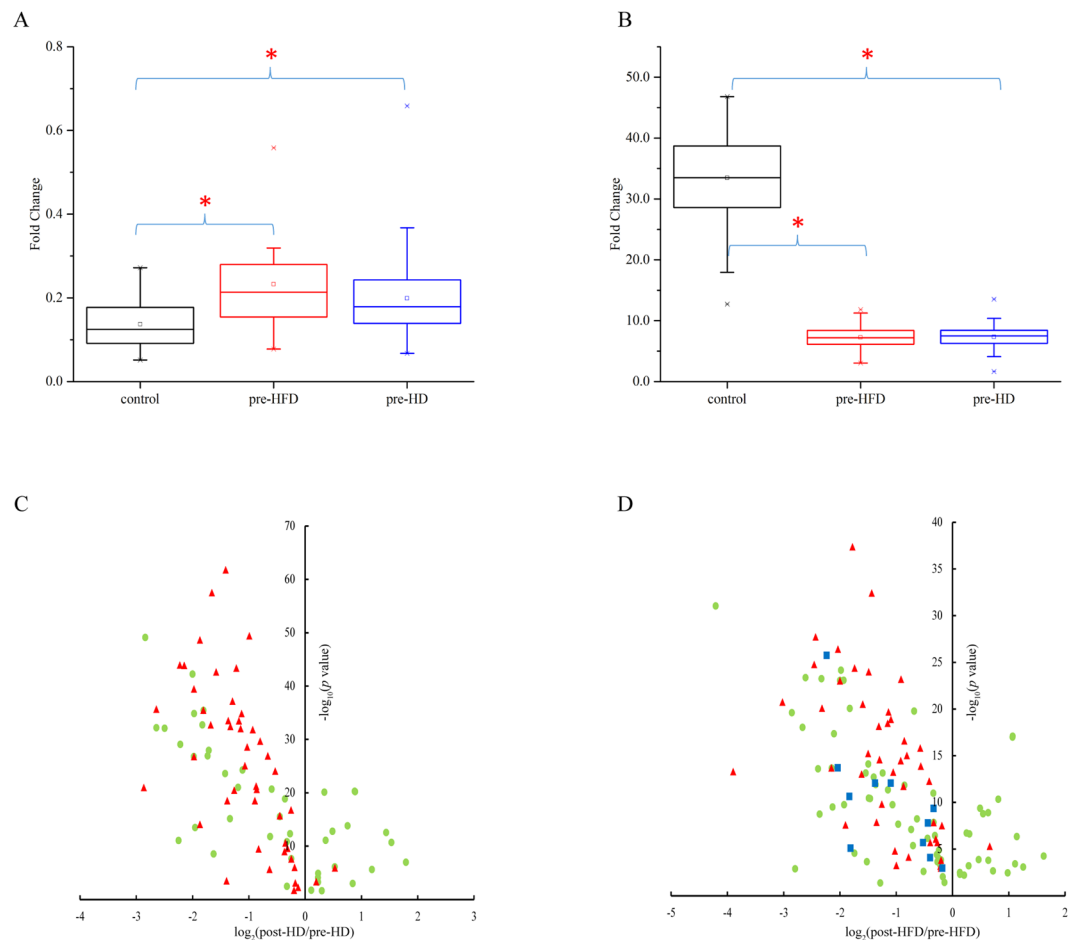 A
B
0.8
0.6
0.4
0.2
0.0
Fold Change
*
*
control
pre-HFD
pre-HD
50.0
40.0
30.0
20.0
10.0
0.0
Fold Change
*
*
control
pre-HFD
pre-HD
C
D
70
60
50
40
30
20
10
-log10(p value)
-4
-3
-2
-1
0
1
2
3
log2(post-HD/pre-HD)
40
35
30
25
20
15
10
5
-log10(p value)
-5
-4
-3
-2
-1
0
1
2
log2(post-HFD/pre-HFD)